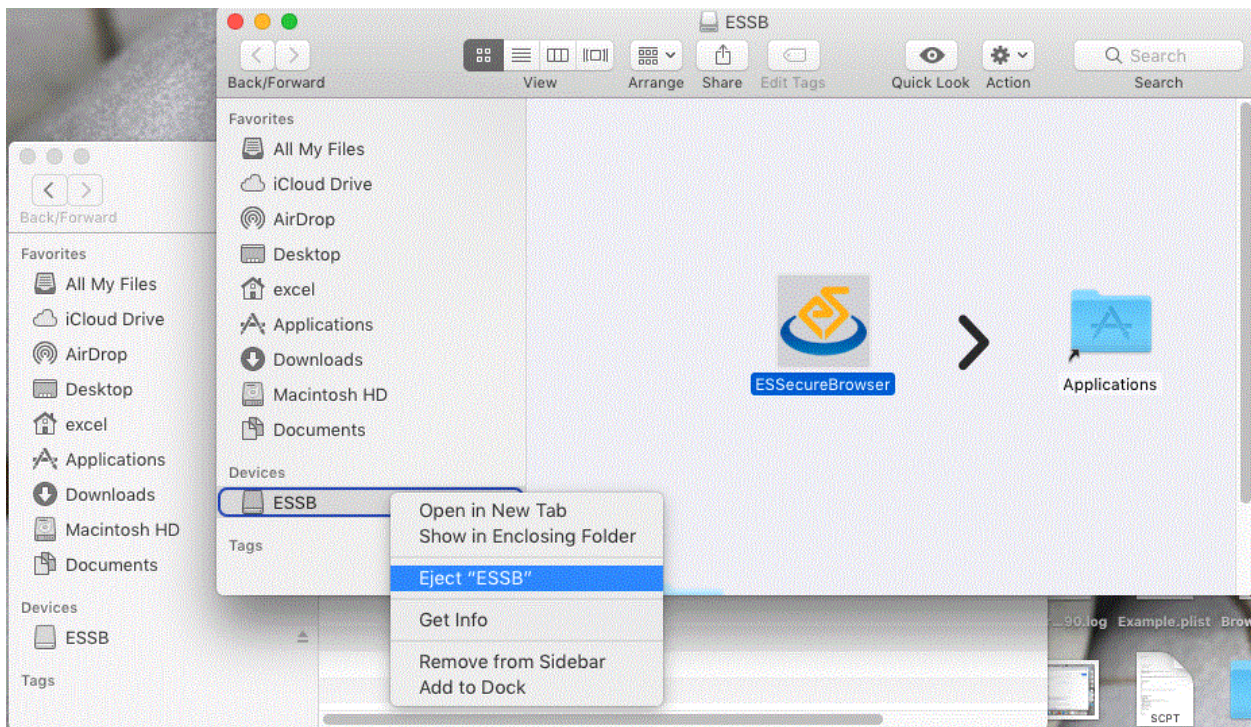 ESSB
Back/Forward
View
Arrange
Share
Edit Tags
Quick Look
Action
Search
Search
Favorites
All My Files
iCloud Drive
AirDrop
Desktop
excel
Applications
Downloads
Macintosh HD
Documents
Devices
ESSB
Tags
ESSecureBrowser
Applications
Open in New Tab
Show in Enclosing Folder
Eject “ESSB”
Get Info
Remove from Sidebar
Add to Dock
Back/Forward
Favorites
All My Files
iCloud Drive
AirDrop
Desktop
excel
Applications
Downloads
Macintosh HD
Documents
Devices
ESSB
Tags
...90.log
Example.plist
Brow
SCPT